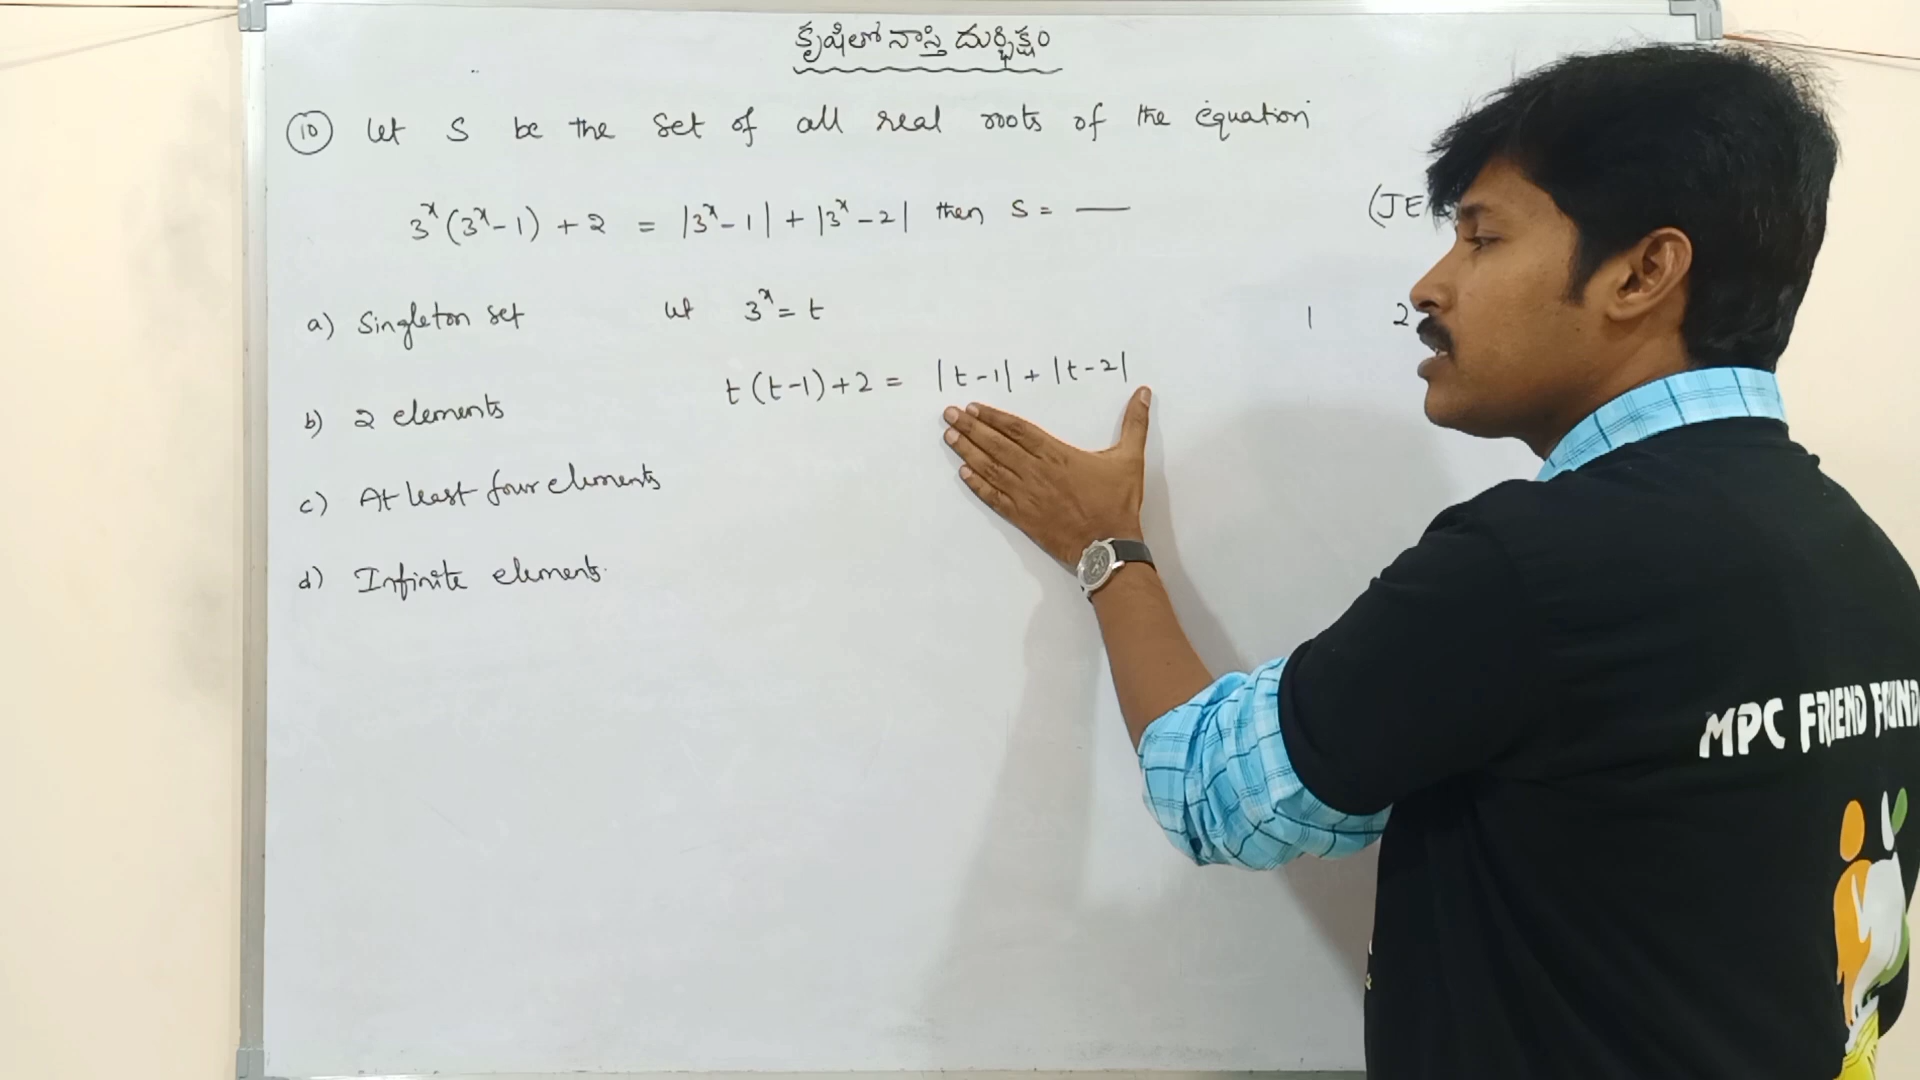 కృషితో నాస్తి దుర్భిక్షం
10 Let S be the set of all real roots of the equation
3^x (3^x - 1) + 2 = |3^x - 1| + |3^x - 2| then S = —
(JE
a) Singleton set
let 3^x = t
1 2
t (t-1) + 2 = |t-1| + |t-2|
b) 2 elements
c) At least four elements
d) Infinite elements.
MPC FRIEND FOUND